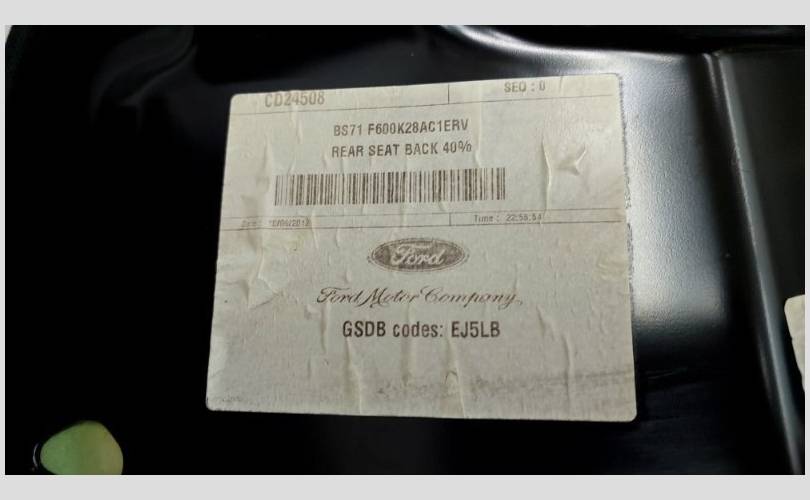 CD24508
SEQ : 0
BS71 F600K28AC1ERV
REAR SEAT BACK 40%
Time : 22:56:54
Ford
Ford Motor Company
GSDB codes: EJ5LB